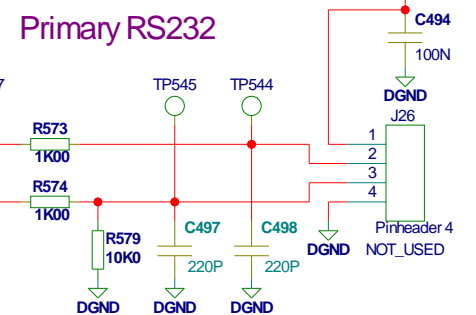 Primary RS232
C494
100N
DGND
J26
7
TP545
TP544
R573
1K00
1
2
3
4
R574
1K00
R579
10K0
C497
220P
C498
220P
DGND
Pinheader 4
NOT_USED
DGND
DGND
DGND